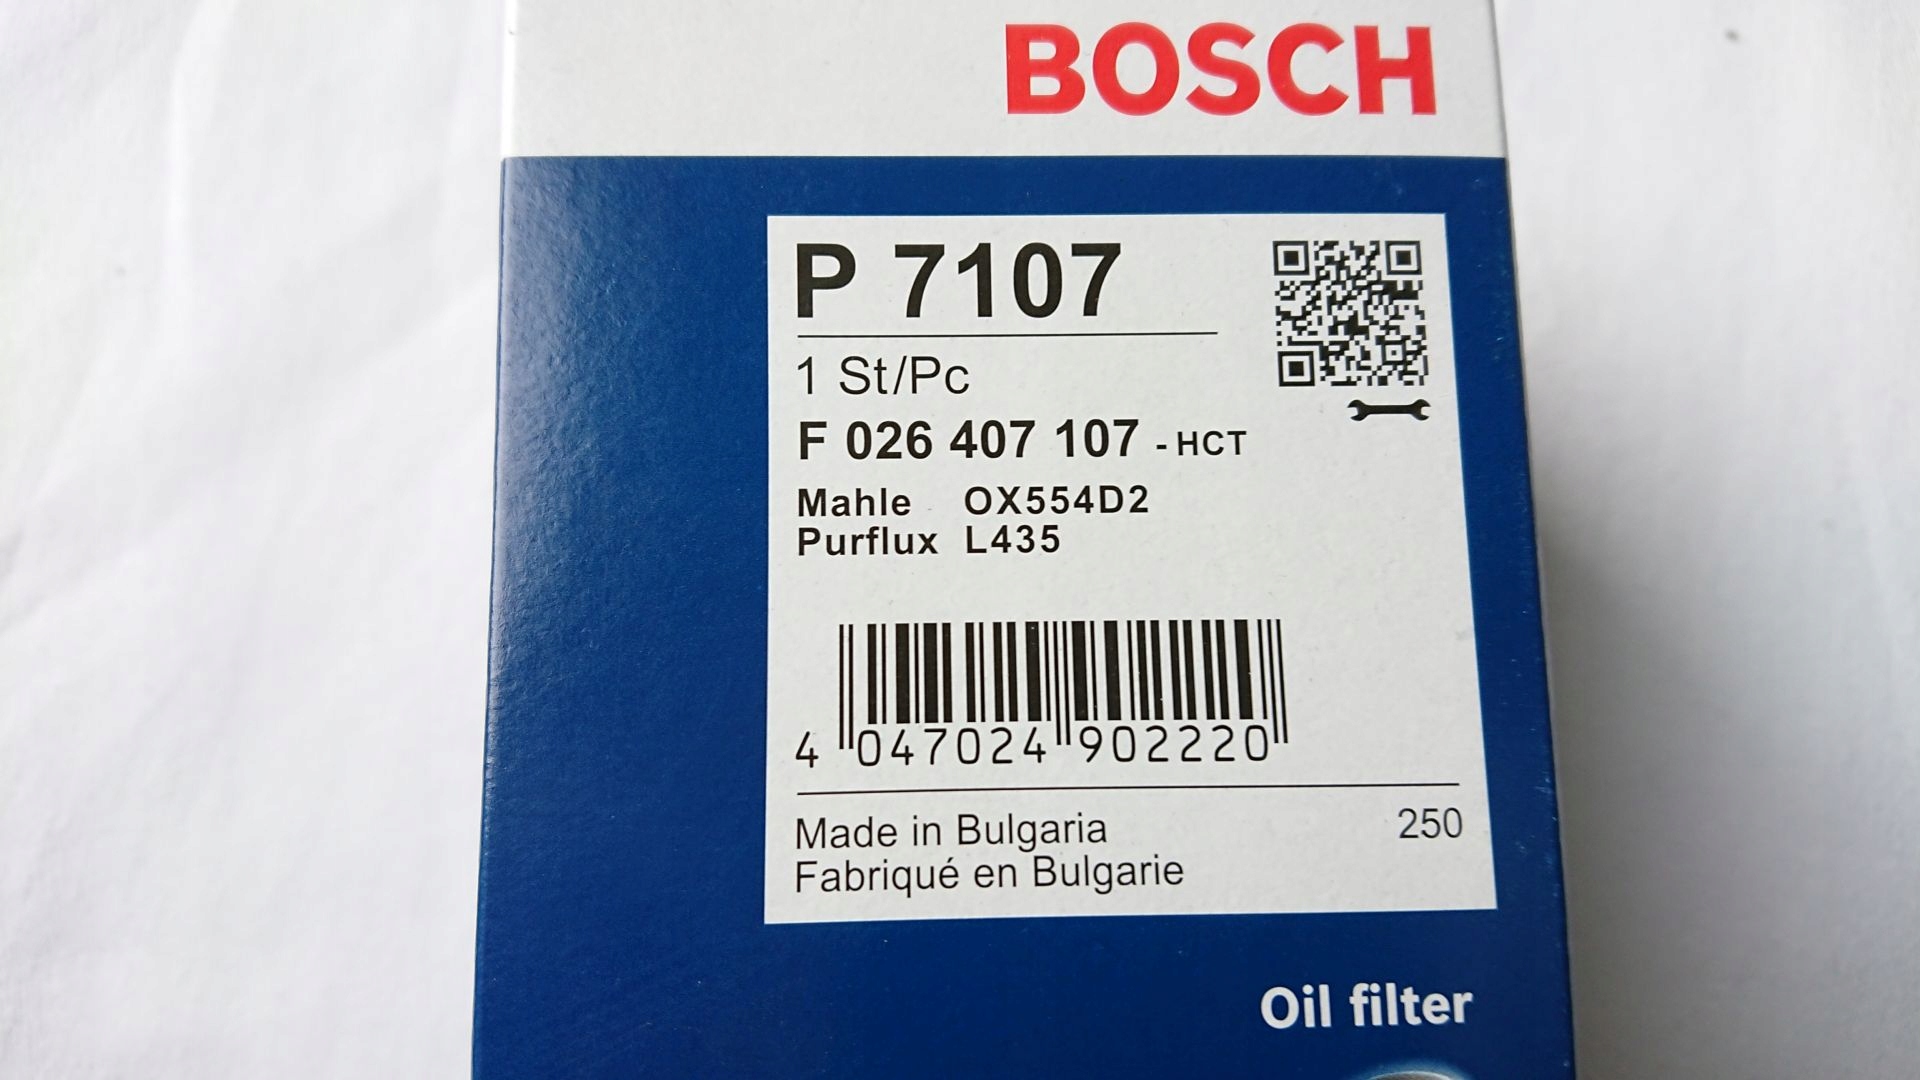 BOSCH
P 7107
1 St/Pc
F 026 407 107 - HCT
Mahle OX554D2
Purflux L435
4 047024 902220
Made in Bulgaria 250
Fabriqué en Bulgarie
Oil filter